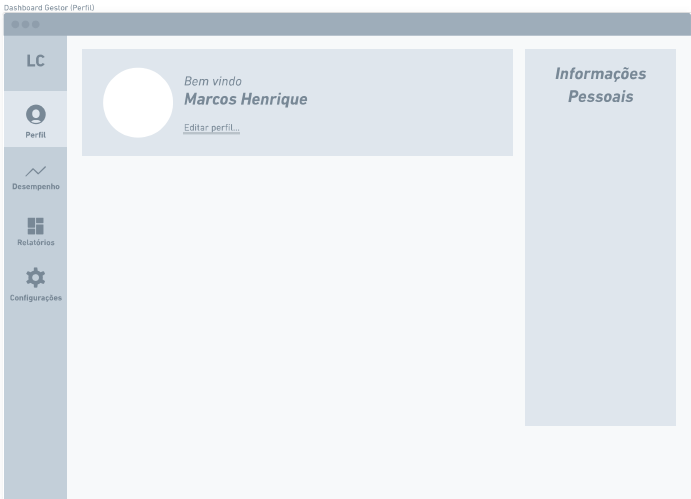 Dashboard Gestor (Perfil)
LC
Perfil
Desempenho
Relatórios
Configurações
Bem vindo
Marcos Henrique
Editar perfil...
Informações
Pessoais